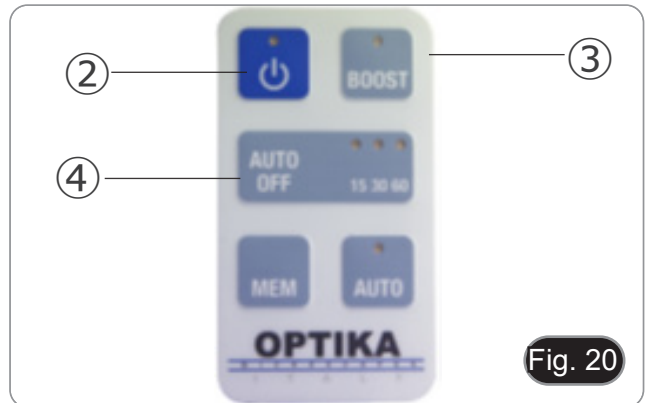 ② ③
BOOST
④ AUTO
OFF 15 30 60
MEM AUTO
OPTIKA
I T A L Y
Fig. 20